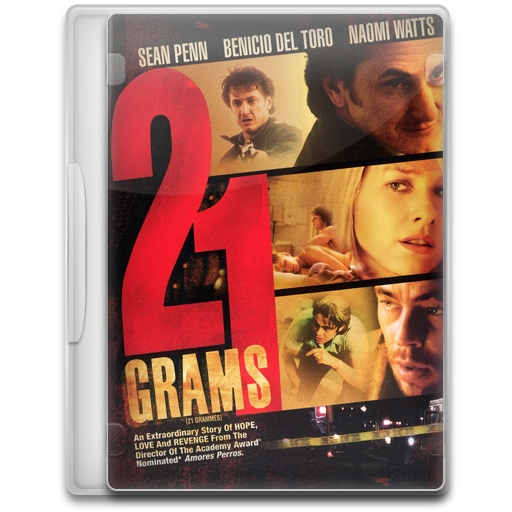 SEAN PENN BENICIO DEL TORO NAOMI WATTS
21
GRAMS
(21 GRAMMES)
An Extraordinary Story Of HOPE,
LOVE And REVENGE From The
Director Of The Academy Award®
Nominated* Amores Perros.